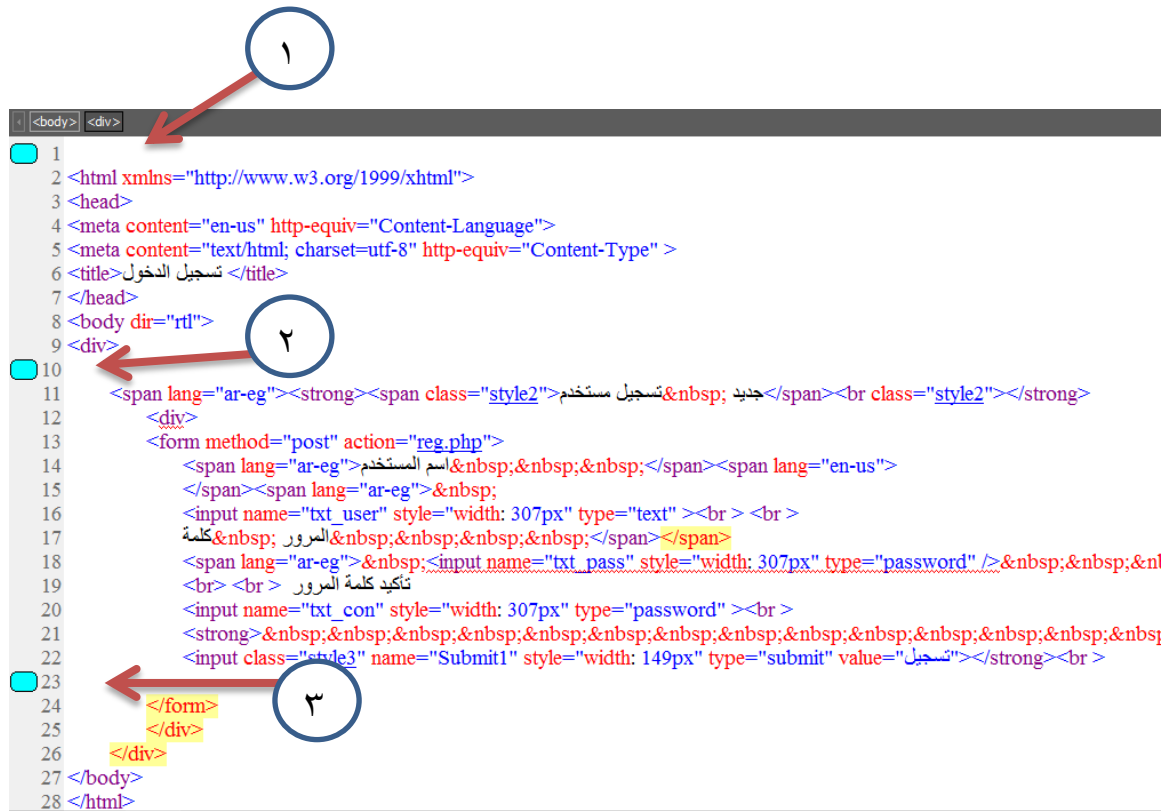 ١
<body> <div>
1
2 <html xmlns="http://www.w3.org/1999/xhtml">
3 <head>
4 <meta content="en-us" http-equiv="Content-Language">
5 <meta content="text/html; charset=utf-8" http-equiv="Content-Type" >
6 <title>تسجيل الدخول </title>
7 </head>
8 <body dir="rtl">
٢
9 <div>
10
11 <span lang="ar-eg"><strong><span class="style2">تسجيل مستخدم&nbsp; جديد</span><br class="style2"></strong>
12 <div>
13 <form method="post" action="reg.php">
14 <span lang="ar-eg">اسم المستخدم&nbsp;&nbsp;&nbsp;</span><span lang="en-us">
15 </span><span lang="ar-eg">&nbsp;
16 <input name="txt_user" style="width: 307px" type="text" ><br > <br >
17 كلمة&nbsp; المرور&nbsp;&nbsp;&nbsp;&nbsp;</span></span>
18 <span lang="ar-eg">&nbsp;<input name="txt_pass" style="width: 307px" type="password" />&nbsp;&nbsp;&nb
19 <br> <br > تأكيد كلمة المرور
20 <input name="txt_con" style="width: 307px" type="password" ><br >
21 <strong>&nbsp;&nbsp;&nbsp;&nbsp;&nbsp;&nbsp;&nbsp;&nbsp;&nbsp;&nbsp;&nbsp;&nbsp;&nbsp;&nbsp;&nbsp;&nbsp
22 <input class="style3" name="Submit1" style="width: 149px" type="submit" value="تسجيل"></strong><br >
23
٣
24 </form>
25 </div>
26 </div>
27 </body>
28 </html>